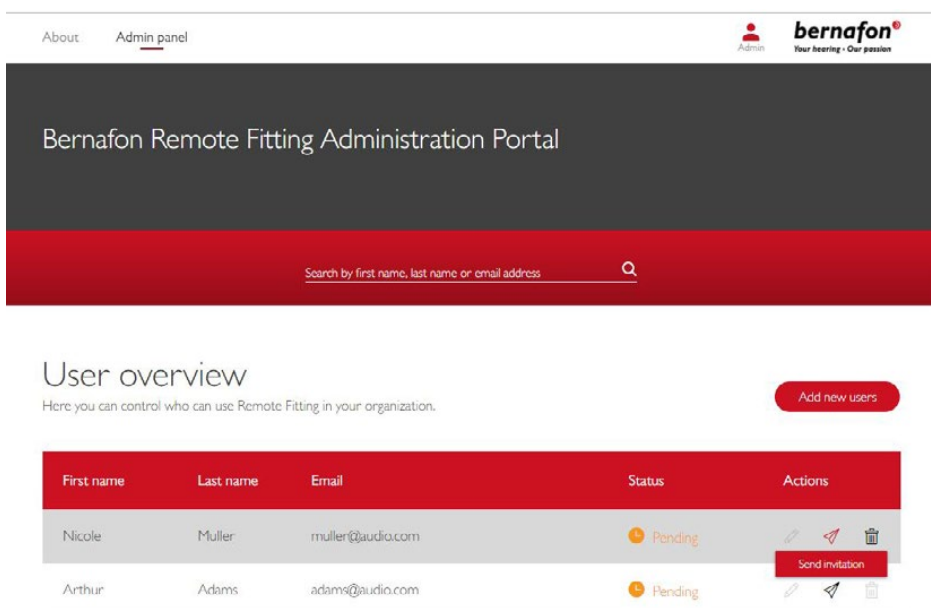 About Admin panel
Admin
bernafon®
Your hearing • Our passion
Bernafon Remote Fitting Administration Portal
Search by first name, last name or email address
User overview
Here you can control who can use Remote Fitting in your organization.
Add new users
First name Last name Email Status Actions
Nicole Muller muller@audio.com Pending
Send invitation
Arthur Adams adams@audio.com Pending